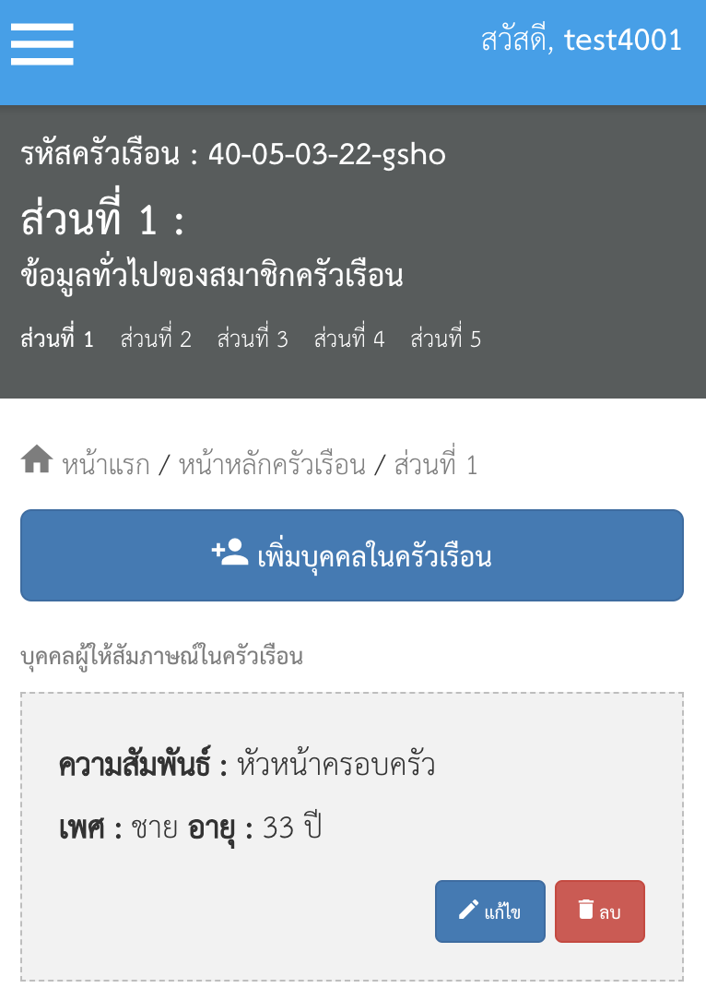 สวัสดี, test4001
รหัสครัวเรือน : 40-05-03-22-gsho
ส่วนที่ 1 :
ข้อมูลทั่วไปของสมาชิกครัวเรือน
ส่วนที่ 1 ส่วนที่ 2 ส่วนที่ 3 ส่วนที่ 4 ส่วนที่ 5
หน้าแรก / หน้าหลักครัวเรือน / ส่วนที่ 1
เพิ่มบุคคลในครัวเรือน
บุคคลผู้ให้สัมภาษณ์ในครัวเรือน
ความสัมพันธ์ : หัวหน้าครอบครัว
เพศ : ชาย อายุ : 33 ปี
แก้ไข ลบ